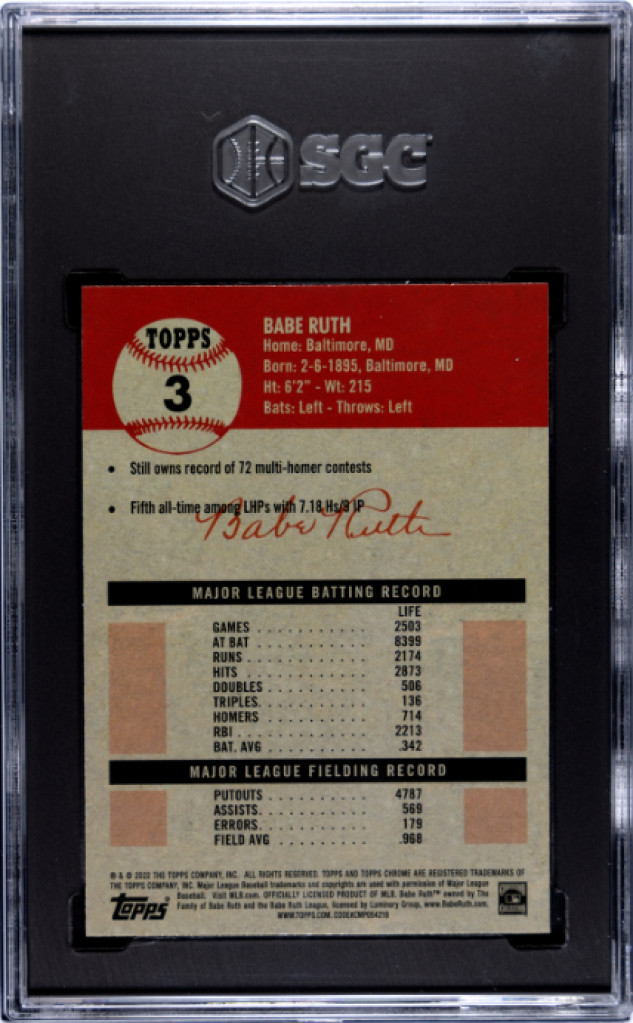 SGC
TOPPS
3
BABE RUTH
Home: Baltimore, MD
Born: 2-6-1895, Baltimore, MD
Ht: 6'2" - Wt: 215
Bats: Left - Throws: Left
• Still owns record of 72 multi-homer contests
• Fifth all-time among LHPs with 7.18 Hs/9 IP
Babe Ruth
MAJOR LEAGUE BATTING RECORD
LIFE
GAMES . . . . . . . . . . . 2503
AT BAT . . . . . . . . . . . 8399
RUNS . . . . . . . . . . . 2174
HITS . . . . . . . . . . . 2873
DOUBLES . . . . . . . . . . 506
TRIPLES. . . . . . . . . . . 136
HOMERS . . . . . . . . . . 714
RBI . . . . . . . . . . . . 2213
BAT. AVG . . . . . . . . . . .342
MAJOR LEAGUE FIELDING RECORD
PUTOUTS . . . . . . . . . . 4787
ASSISTS. . . . . . . . . . . 569
ERRORS. . . . . . . . . . . 179
FIELD AVG . . . . . . . . . .968
® & © 2022 THE TOPPS COMPANY, INC. ALL RIGHTS RESERVED. TOPPS AND TOPPS CHROME ARE REGISTERED TRADEMARKS OF
THE TOPPS COMPANY, INC. Major League Baseball trademarks and copyrights are used with permission of Major League
Baseball. Visit MLB.com. OFFICIALLY LICENSED PRODUCT OF MLB. Babe Ruth™ owned by The
Family of Babe Ruth and the Babe Ruth League, licensed by Luminary Group, www.BabeRuth.com.
WWW.TOPPS.COM. CODE#CMP054218
topps